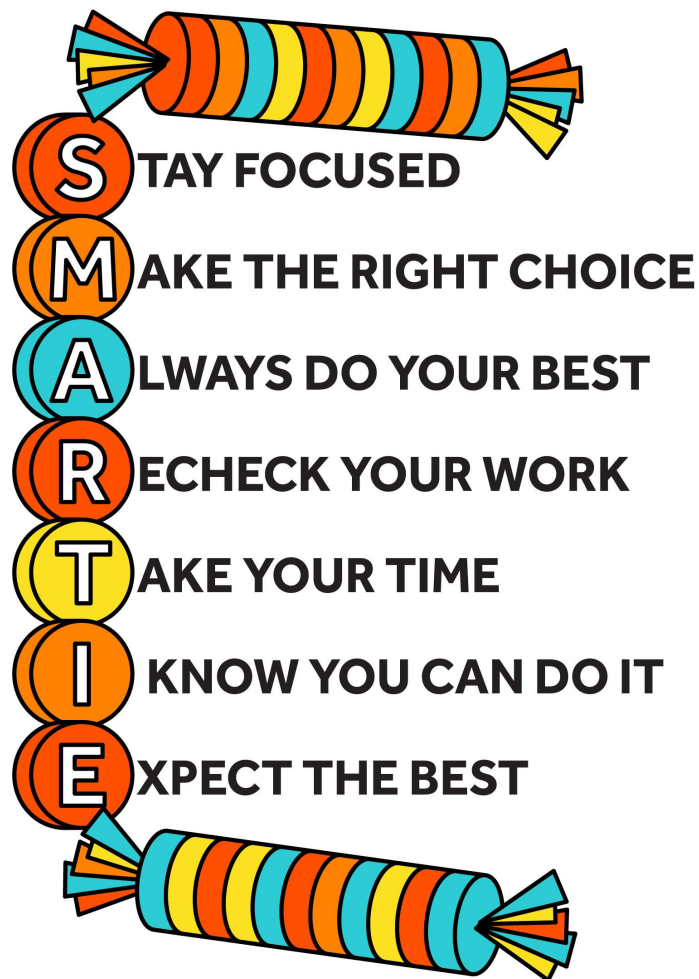 STAY FOCUSED
MAKE THE RIGHT CHOICE
ALWAYS DO YOUR BEST
RECHECK YOUR WORK
TAKE YOUR TIME
I KNOW YOU CAN DO IT
EXPECT THE BEST